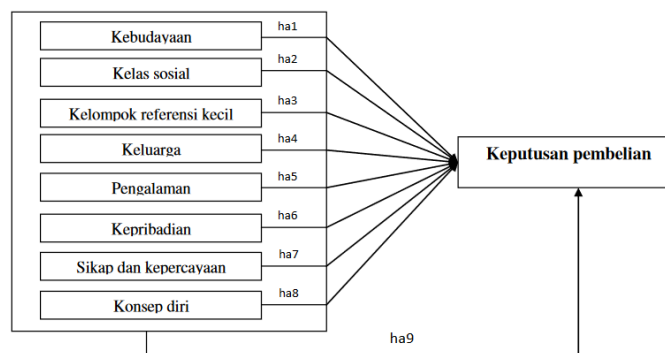 Kebudayaan
ha1
Kelas sosial
ha2
Kelompok referensi kecil
ha3
Keluarga
ha4
Pengalaman
ha5
Kepribadian
ha6
Sikap dan kepercayaan
ha7
Konsep diri
ha8
Keputusan pembelian
ha9